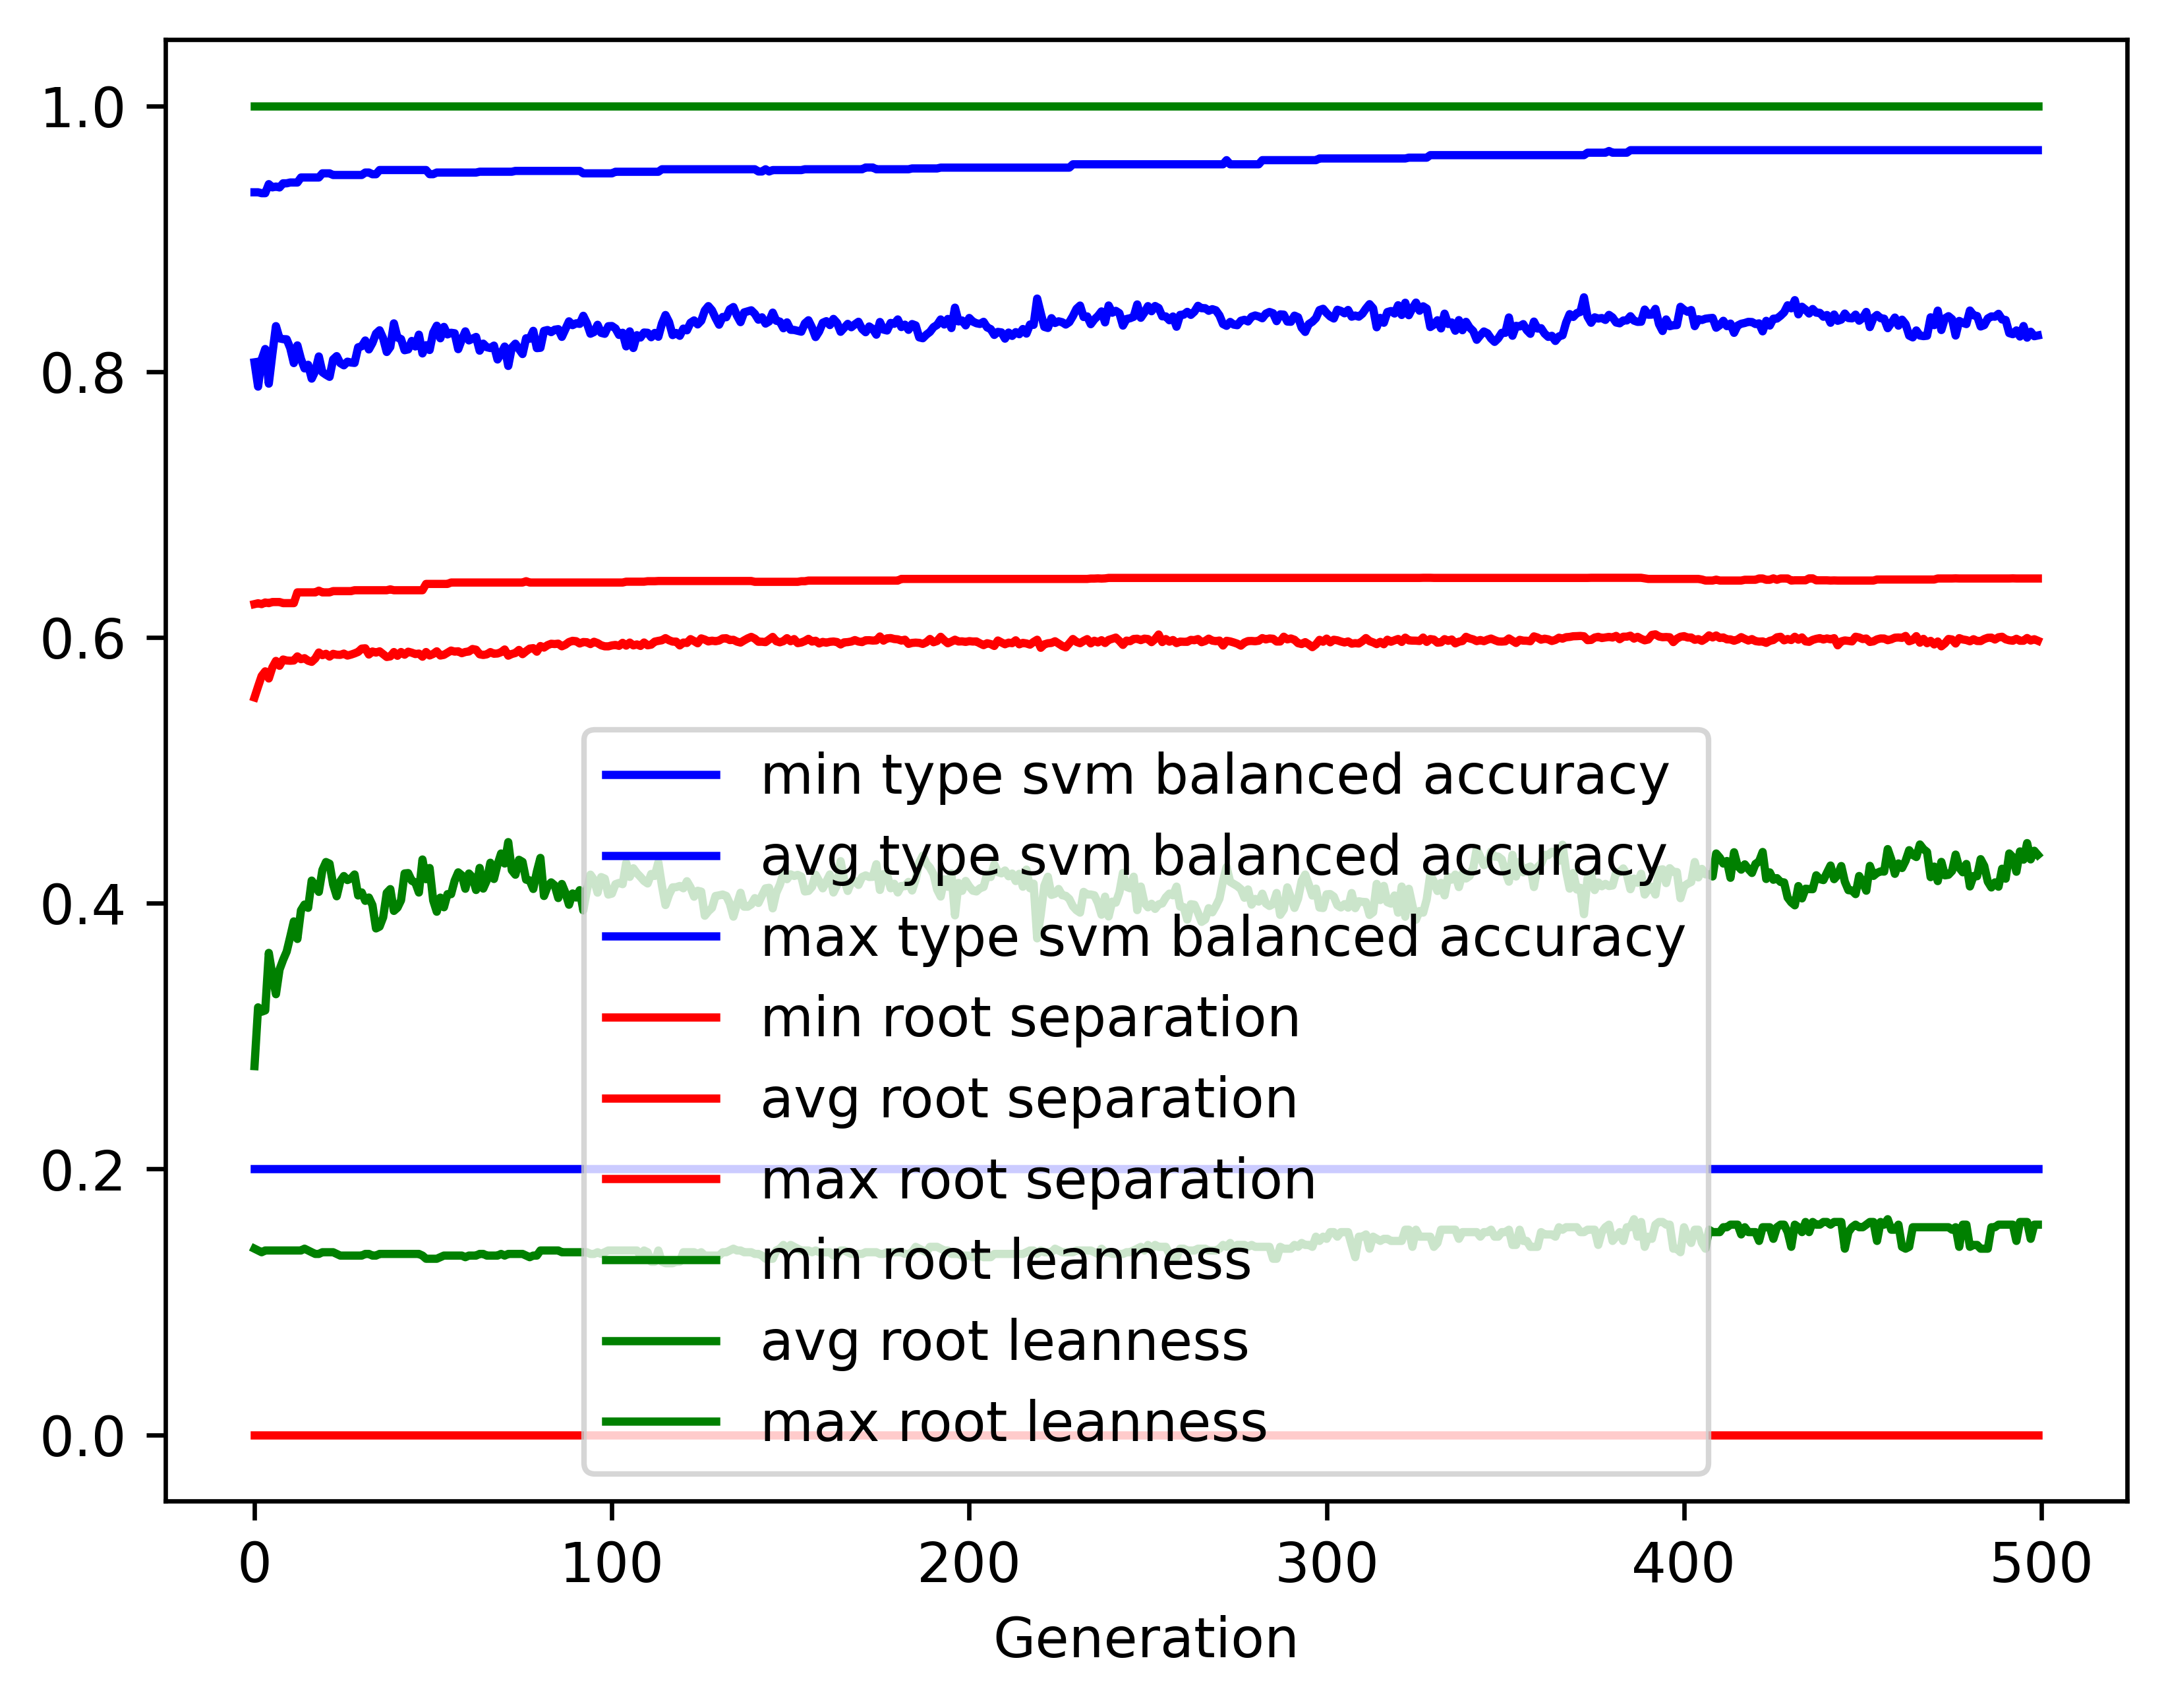 1.0
0.8
0.6
0.4
0.2
0.0
min type svm balanced accuracy
avg type svm balanced accuracy
max type svm balanced accuracy
min root separation
avg root separation
max root separation
min root leanness
avg root leanness
max root leanness
0 100 200 300 400 500
Generation